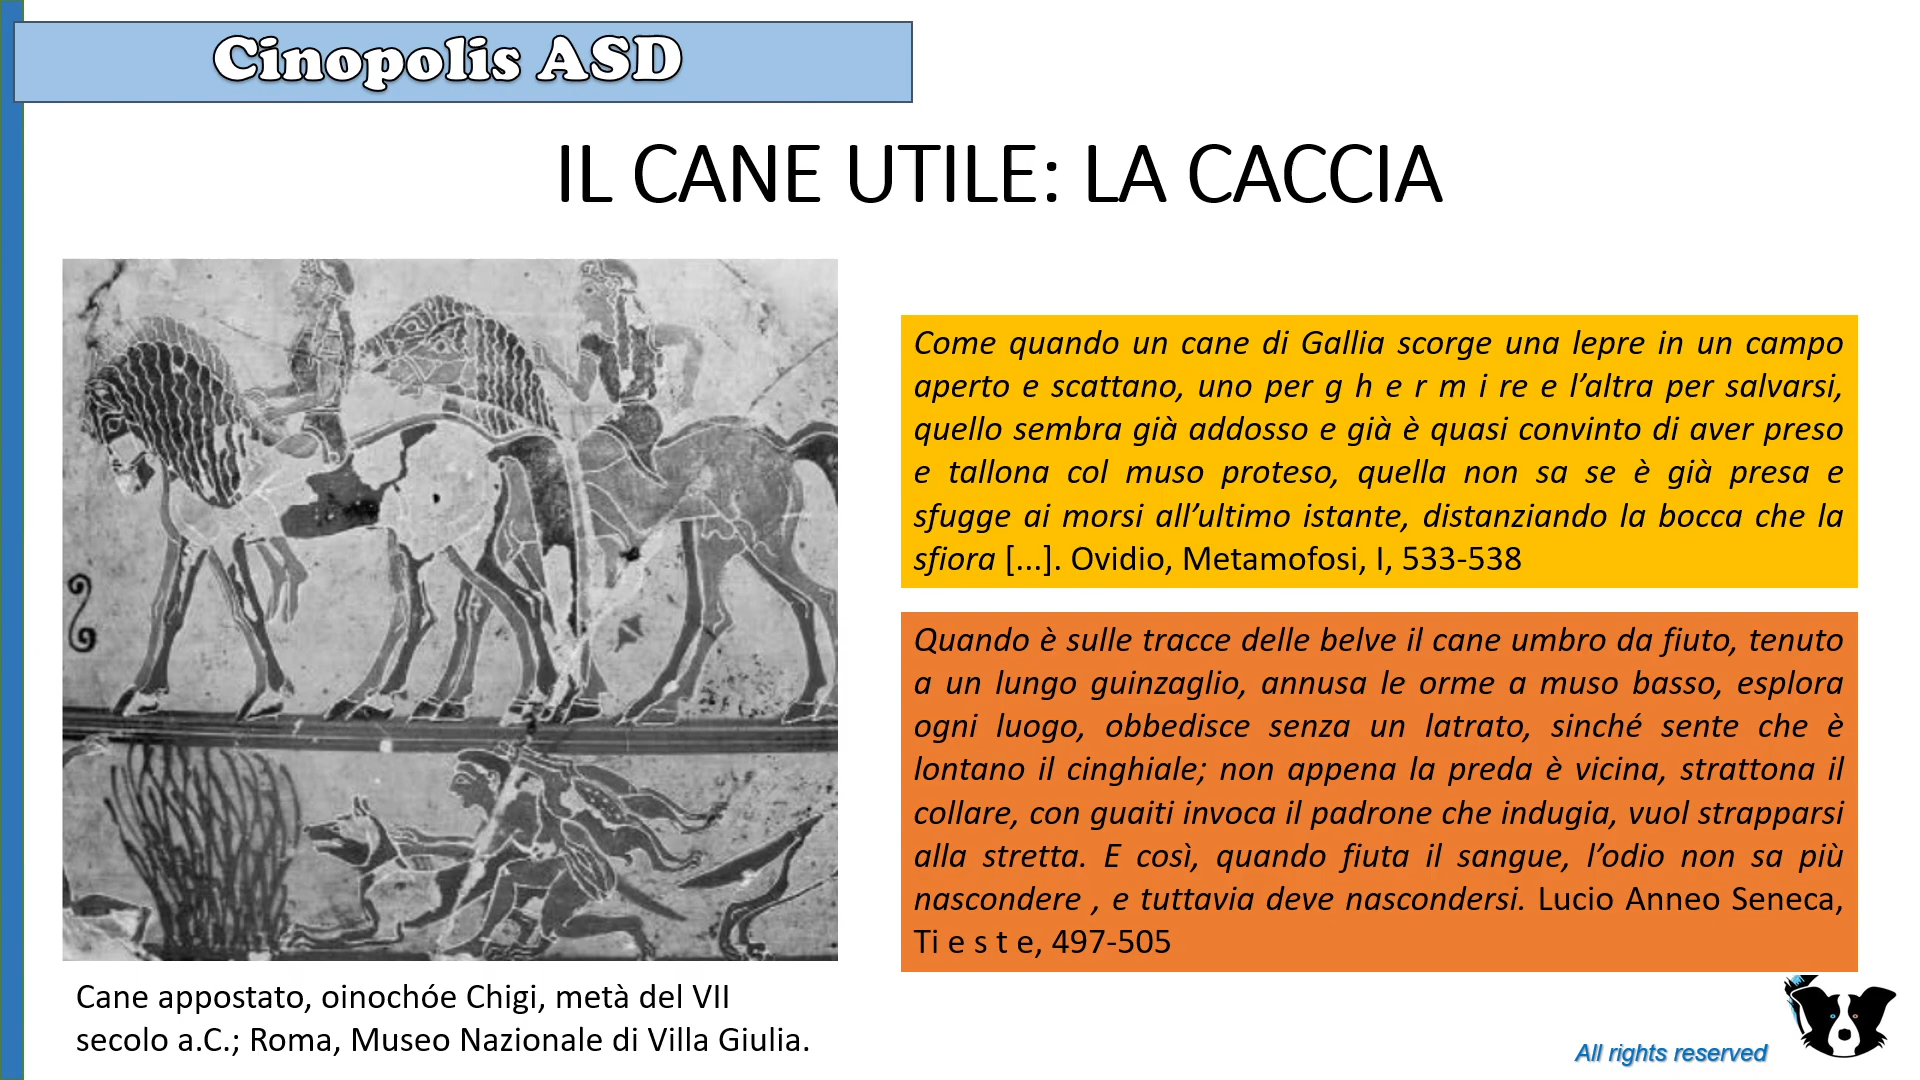 Cinopolis ASD
IL CANE UTILE: LA CACCIA
Come quando un cane di Gallia scorge una lepre in un campo
aperto e scattano, uno per g h e r m i re e l’altra per salvarsi,
quello sembra già addosso e già è quasi convinto di aver preso
e tallona col muso proteso, quella non sa se è già presa e
sfugge ai morsi all’ultimo istante, distanziando la bocca che la
sfiora [...]. Ovidio, Metamofosi, I, 533-538
Quando è sulle tracce delle belve il cane umbro da fiuto, tenuto
a un lungo guinzaglio, annusa le orme a muso basso, esplora
ogni luogo, obbedisce senza un latrato, sinché sente che è
lontano il cinghiale; non appena la preda è vicina, strattona il
collare, con guaiti invoca il padrone che indugia, vuol strapparsi
alla stretta. E così, quando fiuta il sangue, l’odio non sa più
nascondere , e tuttavia deve nascondersi. Lucio Anneo Seneca,
Ti e s t e, 497-505
Cane appostato, oinochóe Chigi, metà del VII
secolo a.C.; Roma, Museo Nazionale di Villa Giulia.
All rights reserved